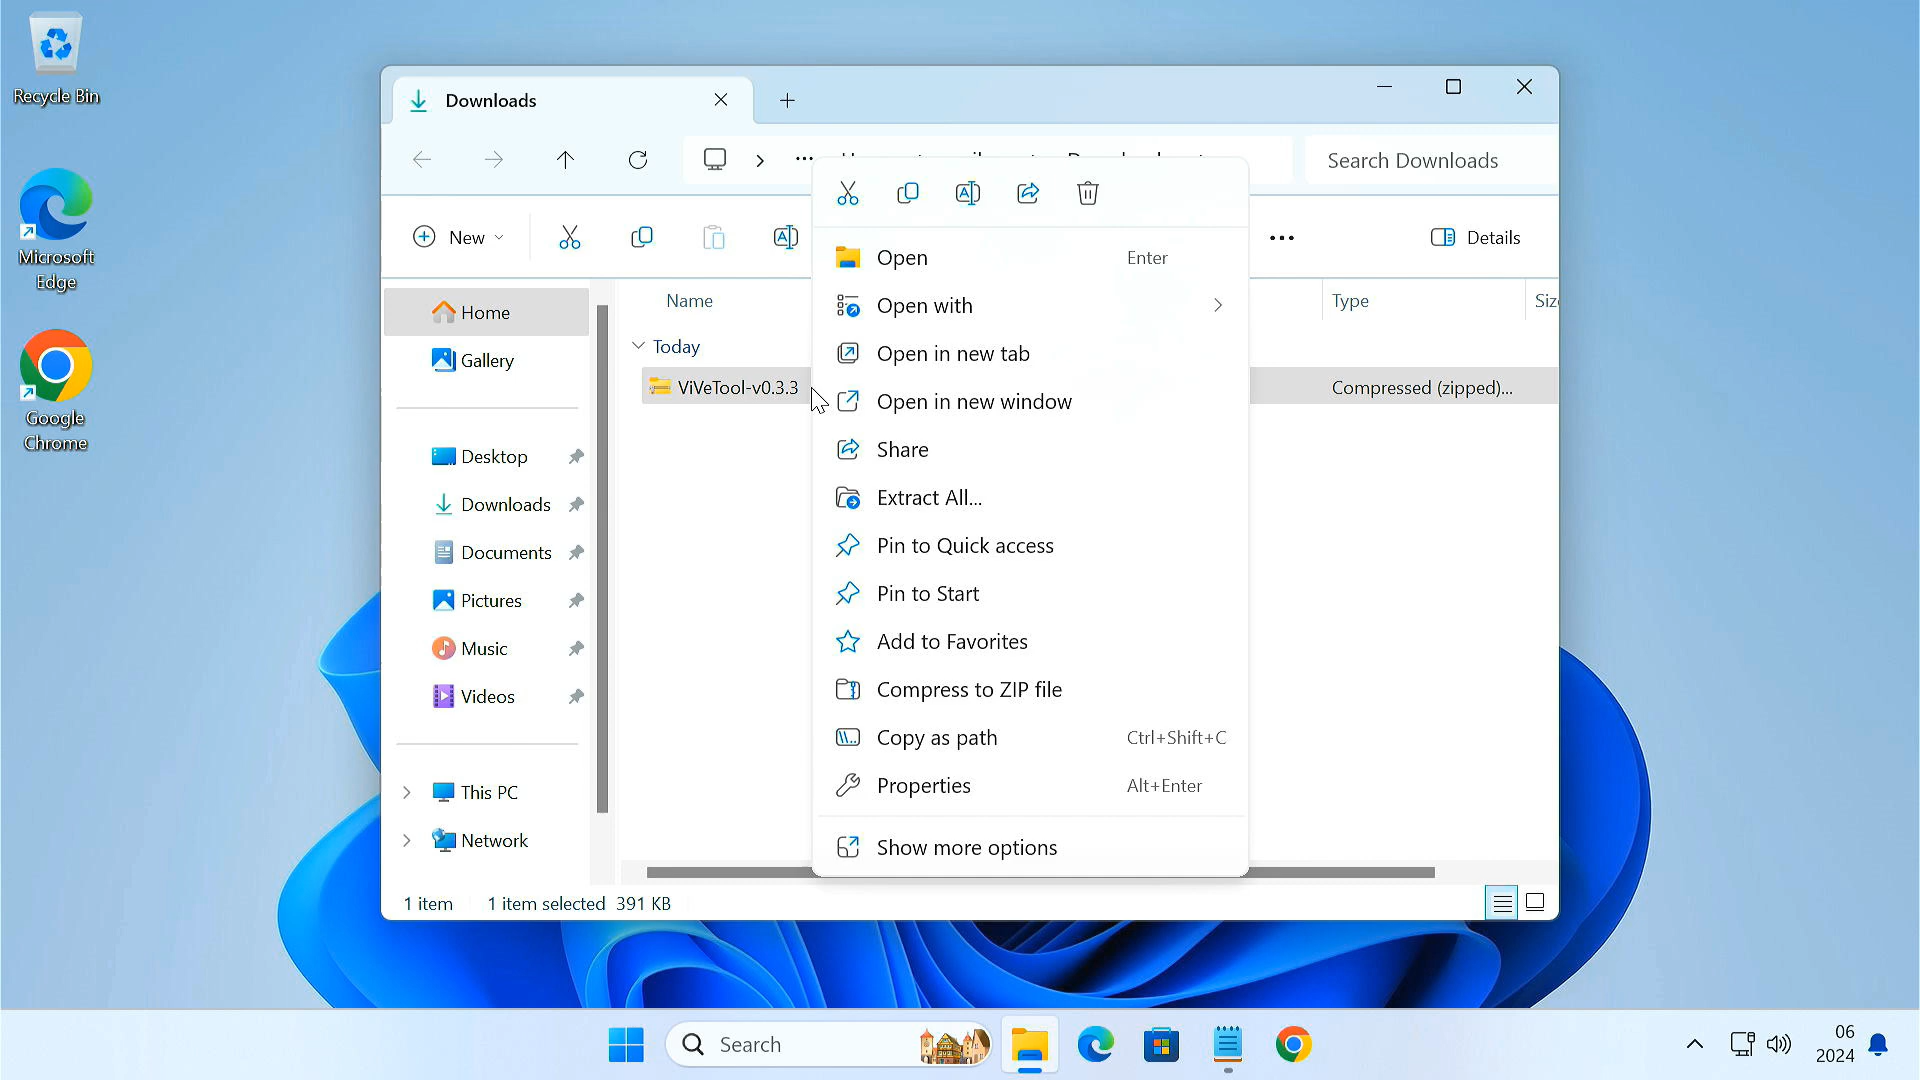 Recycle Bin
Microsoft
Edge
Google
Chrome
Downloads
Search Downloads
New
Details
Home
Gallery
Desktop
Downloads
Documents
Pictures
Music
Videos
This PC
Network
Name
Type
Today
ViVeTool-v0.3.3
Compressed (zipped)...
Open Enter
Open with
Open in new tab
Open in new window
Share
Extract All...
Pin to Quick access
Pin to Start
Add to Favorites
Compress to ZIP file
Copy as path Ctrl+Shift+C
Properties Alt+Enter
Show more options
1 item 1 item selected 391 KB
Search
06
2024